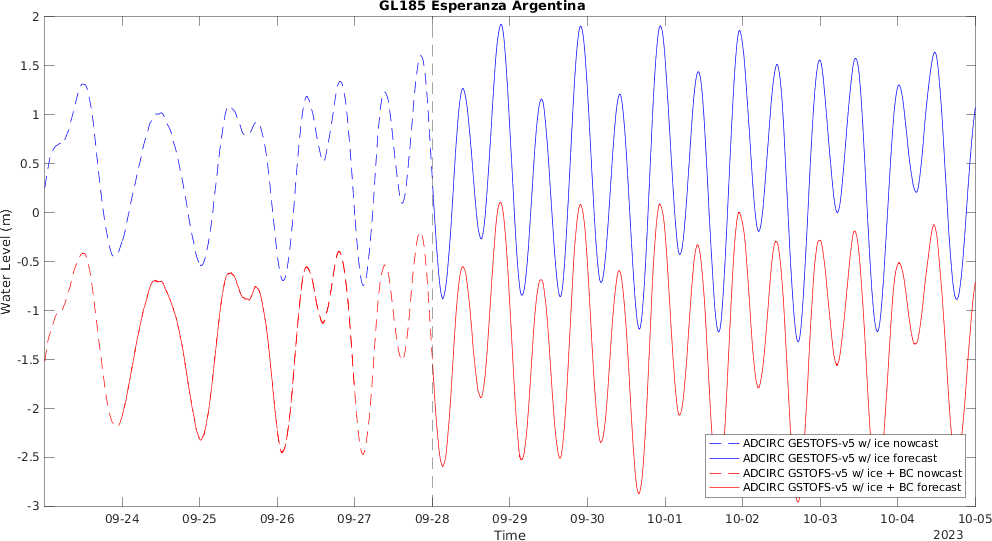 GL185 Esperanza Argentina
2
1.5
1
0.5
0
-0.5
-1
-1.5
-2
-2.5
-3
Water Level (m)
ADCIRC GESTOFS-v5 w/ ice nowcast
ADCIRC GESTOFS-v5 w/ ice forecast
ADCIRC GSTOFS-v5 w/ ice + BC nowcast
ADCIRC GSTOFS-v5 w/ ice + BC forecast
09-24 09-25 09-26 09-27 09-28 09-29 09-30 10-01 10-02 10-03 10-04 10-05
Time
2023